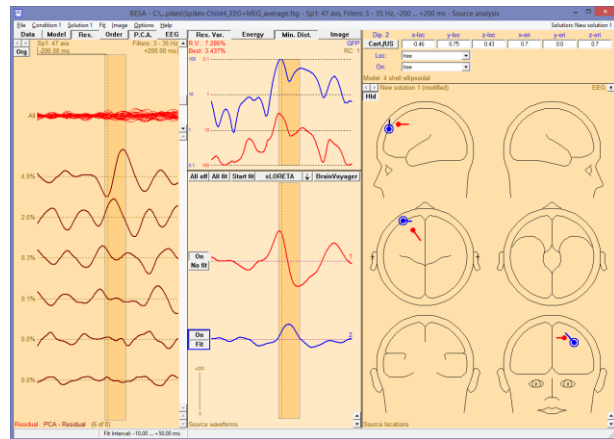 BESA - C:\...pikes\Spikes-Child4_EEG+MEG_average.fsg - Sp1: 47 avs, Filters: 3 - 35 Hz, -200 ... +200 ms - Source analysis
File Condition 1 Solution 1 Fit Image Options Help
Solution: New solution 1
Data Model Res. Order P.C.A. EEG
Res. Var. Energy Min. Dist. Image
Dip. 2 x-loc y-loc z-loc x-ori y-ori z-ori
Org
Sp1: 47 avs Filters: 3 - 35 Hz
-200.00 ms +200.00 ms
R.V.: 7.286% GFP
Best: 3.437% RC: 1
Cart./US -0.46 0.75 0.43 0.7 0.0 0.7
Loc: free
Ori: free
Model: 4 shell ellipsoidal
New solution 1 (modified) EEG
Hld
All
4.9%
2.0%
0.3%
0.1%
0.0%
0.0%
All off All fit Start fit sLORETA BrainVoyager
On
No fit
1
On
Fit
2
+200
Residual PCA - Residual (6 of 8)
Source waveforms
Source locations
Fit Interval: -10.00 ... +50.00 ms